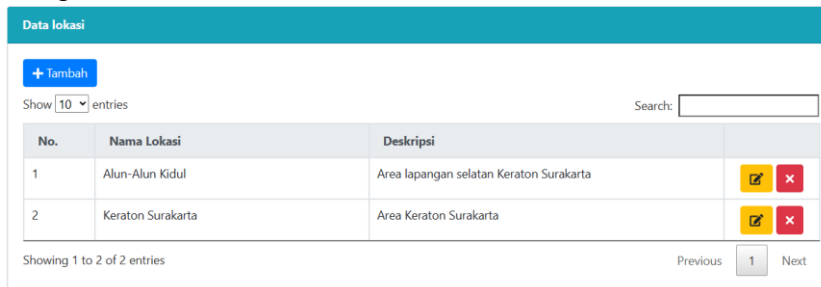 Data lokasi
+ Tambah
Show 10 entries Search:
No. Nama Lokasi Deskripsi
1 Alun-Alun Kidul Area lapangan selatan Keraton Surakarta
2 Keraton Surakarta Area Keraton Surakarta
Showing 1 to 2 of 2 entries Previous 1 Next